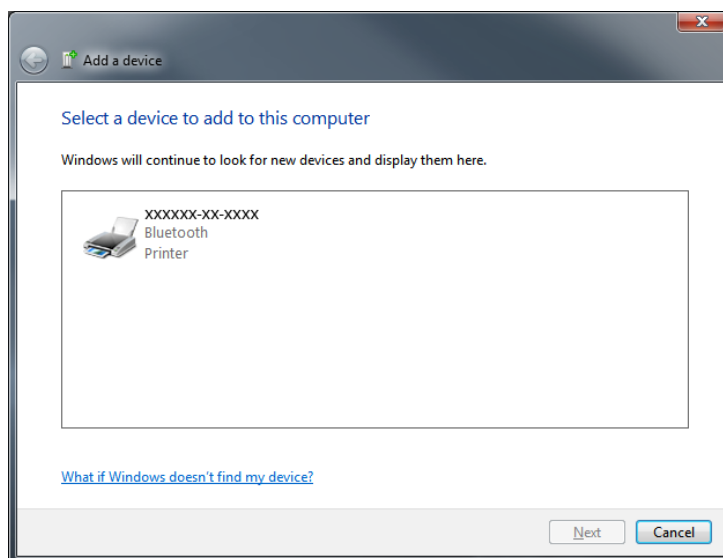 Add a device
Select a device to add to this computer
Windows will continue to look for new devices and display them here.
XXXXXX-XX-XXXX
Bluetooth
Printer
What if Windows doesn't find my device?
Next
Cancel